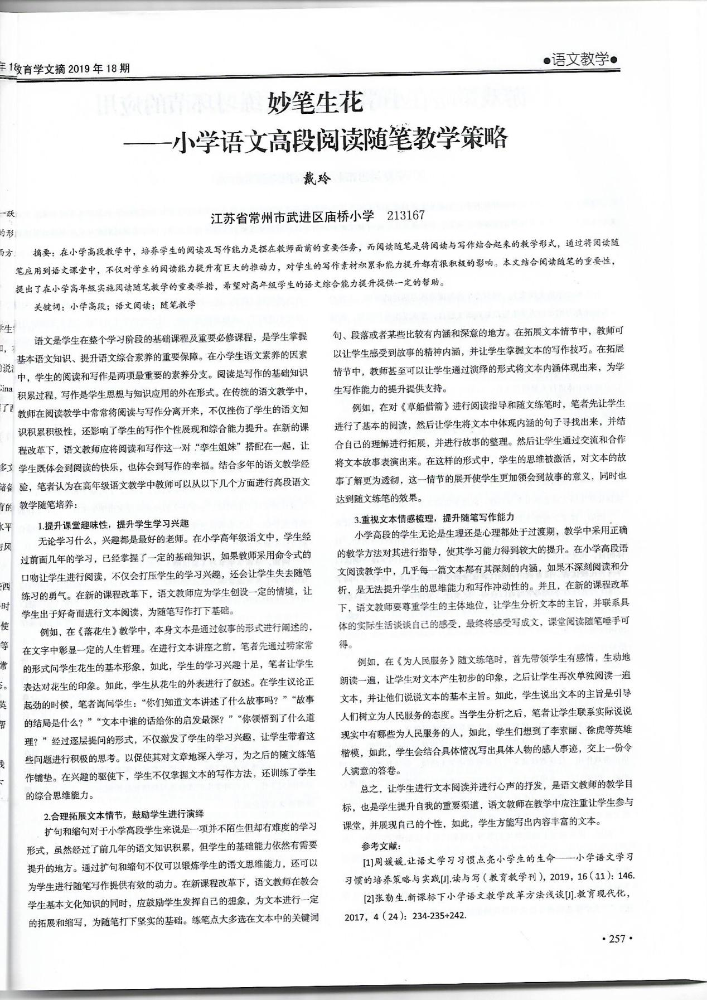 教育学文摘 2019 年 18 期
●语文教学●
妙笔生花
——小学语文高段阅读随笔教学策略
戴玲
江苏省常州市武进区庙桥小学 213167
摘要：在小学高段教学中，培养学生的阅读及写作能力是摆在教师面前的重要任务，而阅读随笔是将阅读与写作结合起来的教学形式，通过将阅读随
笔应用到语文课堂中，不仅对学生的阅读能力提升有巨大的推动力，对学生的写作素材积累和能力提升都有很积极的影响。本文结合阅读随笔的重要性，
提出了在小学高年级实施阅读随笔教学的重要举措，希望对高年级学生的语文综合能力提升提供一定的帮助。
关键词：小学高段；语文阅读；随笔教学
语文是学生在整个学习阶段的基础课程及重要必修课程，是学生掌握
基本语文知识、提升语文综合素养的重要保障。在小学生语文素养的因素
中，学生的阅读和写作是两项最重要的素养分支。阅读是写作的基础知识
积累过程，写作是学生思想与知识应用的外在形式。在传统的语文教学中，
教师在阅读教学中常常将阅读与写作分离开来，不仅挫伤了学生的语文知
识积累积极性，还影响了学生的写作个性展现和综合能力提升。在新的课
程改革下，语文教师应将阅读和写作这一对“孪生姐妹”搭配在一起，让
学生既体会到阅读的快乐，也体会到写作的幸福。结合多年的语文教学经
验，笔者认为在高年级语文教学中教师可以从以下几个方面进行高段语文
教学随笔培养：
1.提升课堂趣味性，提升学生学习兴趣
无论学习什么，兴趣都是最好的老师。在小学高年级语文中，学生经
过前面几年的学习，已经掌握了一定的基础知识，如果教师采用命令式的
口吻让学生进行阅读，不仅会打压学生的学习兴趣，还会让学生失去随笔
练习的勇气。在新的课程改革下，语文教师应为学生创设一定的情境，让
学生出于好奇而进行文本阅读，为随笔写作打下基础。
例如，在《落花生》教学中，本身文本是通过叙事的形式进行阐述的，
在文字中彰显一定的人生哲理。在进行文本讲座之前，笔者先通过唠家常
的形式问学生花生的基本形象，如此，学生的学习兴趣十足，笔者让学生
表达对花生的印象。如此，学生从花生的外表进行了叙述。在学生议论正
起劲的时候，笔者询问学生：“你们知道文本讲述了什么故事吗？”“故事
的结局是什么？”“文本中谁的话给你的启发最深？”“你领悟到了什么道
理？”经过逐层提问的形式，不仅激发了学生的学习兴趣，让学生带着这
些问题进行积极的思考。以促使其对文章地深入学习，为之后的随文练笔
作铺垫。在兴趣的驱使下，学生不仅掌握文本的写作方法，还训练了学生
的综合思维能力。
2.合理拓展文本情节，鼓励学生进行演绎
扩句和缩句对于小学高段学生来说是一项并不陌生但却有难度的学习
形式，虽然经过了前几年的语文知识积累，但学生的基础能力依然有需要
提升的地方。通过扩句和缩句不仅可以锻炼学生的语文思维能力，还可以
为学生进行随笔写作提供有效的动力。在新课程改革下，语文教师在教会
学生基本文化知识的同时，应鼓励学生发挥自己的想象，为文本进行一定
的拓展和缩写，为随笔打下坚实的基础。练笔点大多选在文本中的关键词
句、段落或者某些比较有内涵和深意的地方。在拓展文本情节中，教师可
以让学生感受到故事的精神内涵，并让学生掌握文本的写作技巧。在拓展
情节中，教师甚至可以让学生通过演绎的形式将文本内涵体现出来，为学
生写作能力的提升提供支持。
例如，在对《草船借箭》进行阅读指导和随文练笔时，笔者先让学生
进行了基本的阅读，然后让学生将文本中体现内涵的句子寻找出来，并结
合自己的理解进行拓展，并进行故事的整理。然后让学生通过交流和合作
将文本故事表演出来。在这样的形式中，学生的思维被激活，对文本的故
事了解更为透彻，这一情节的展开使学生更加领会到故事的意义，同时也
达到随文练笔的效果。
3.重视文本情感梳理，提升随笔写作能力
小学高段的学生无论是生理还是心理都处于过渡期，教学中采用正确
的教学方法对其进行指导，使其学习能力得到较大的提升。在小学高段语
文阅读教学中，几乎每一篇文本都有其深刻的内涵，如果不深刻阅读和分
析，是无法提升学生的思维能力和写作冲动性的。并且，在新的课程改革
下，语文教师要尊重学生的主体地位，让学生分析文本的主旨，并联系具
体的实际生活谈谈自己的感受，最终将感受写成文，课堂阅读随笔唾手可
得。
例如，在《为人民服务》随文练笔时，首先带领学生有感情，生动地
朗读一遍，让学生对文本产生初步的印象，之后让学生再次单独阅读一遍
文本，并让他们说说文本的基本主旨。如此，学生说出文本的主旨是引导
人们树立为人民服务的态度。当学生分析之后，笔者让学生联系实际说说
现实中有哪些为人民服务的人，如此，学生们想到了李素丽、徐虎等英雄
楷模，如此，学生会结合具体情况写出具体人物的感人事迹，交上一份令
人满意的答卷。
总之，让学生进行文本阅读并进行心声的抒发，是语文教师的教学目
标，也是学生提升自我的重要渠道，语文教师在教学中应注重让学生参与
课堂，并展现自己的个性，如此，学生方能写出内容丰富的文本。
参考文献：
[1]周媛媛.让语文学习习惯点亮小学生的生命——小学语文学习
习惯的培养策略与实践[J].读与写（教育教学刊），2019，16（11）：146.
[2]张勤生.新课标下小学语文教学改革方法浅谈[J].教育现代化，
2017，4（24）：234-235+242.
·257·